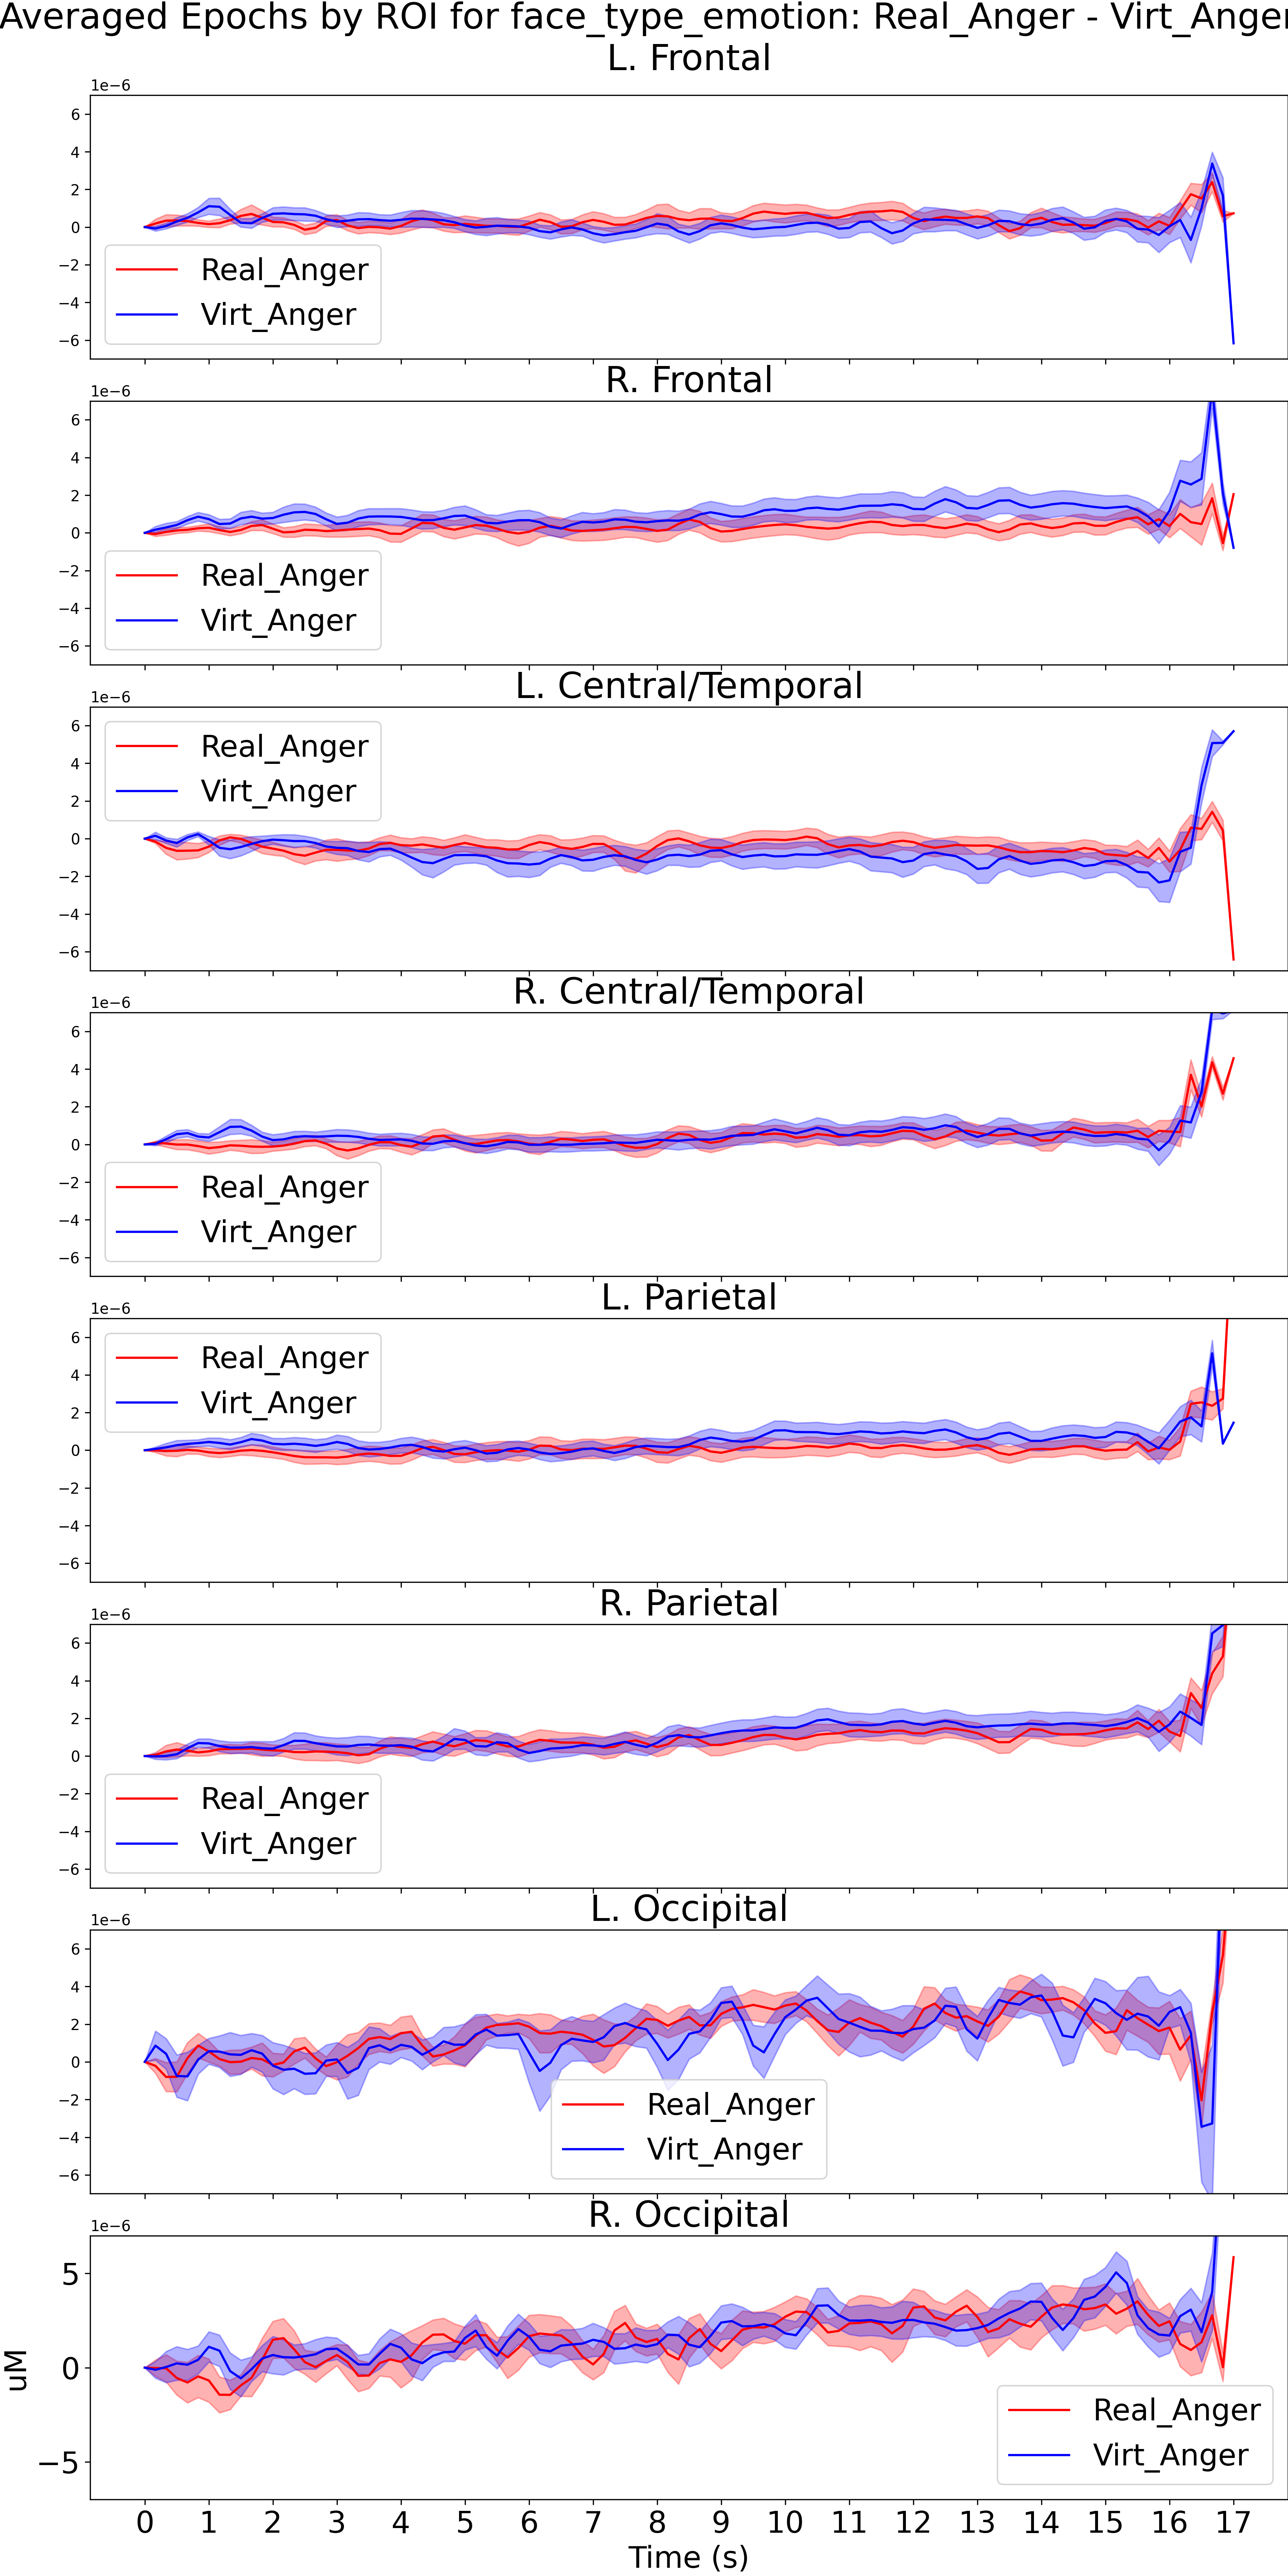 Averaged Epochs by ROI for face_type_emotion: Real_Anger - Virt_Anger
L. Frontal
1e−6
6
4
2
0
−2
−4
−6
Real_Anger
Virt_Anger
R. Frontal
1e−6
6
4
2
0
−2
−4
−6
Real_Anger
Virt_Anger
L. Central/Temporal
1e−6
6
4
2
0
−2
−4
−6
Real_Anger
Virt_Anger
R. Central/Temporal
1e−6
6
4
2
0
−2
−4
−6
Real_Anger
Virt_Anger
L. Parietal
1e−6
6
4
2
0
−2
−4
−6
Real_Anger
Virt_Anger
R. Parietal
1e−6
6
4
2
0
−2
−4
−6
Real_Anger
Virt_Anger
L. Occipital
1e−6
6
4
2
0
−2
−4
−6
Real_Anger
Virt_Anger
R. Occipital
1e−6
5
0
−5
uM
Real_Anger
Virt_Anger
0 1 2 3 4 5 6 7 8 9 10 11 12 13 14 15 16 17
Time (s)